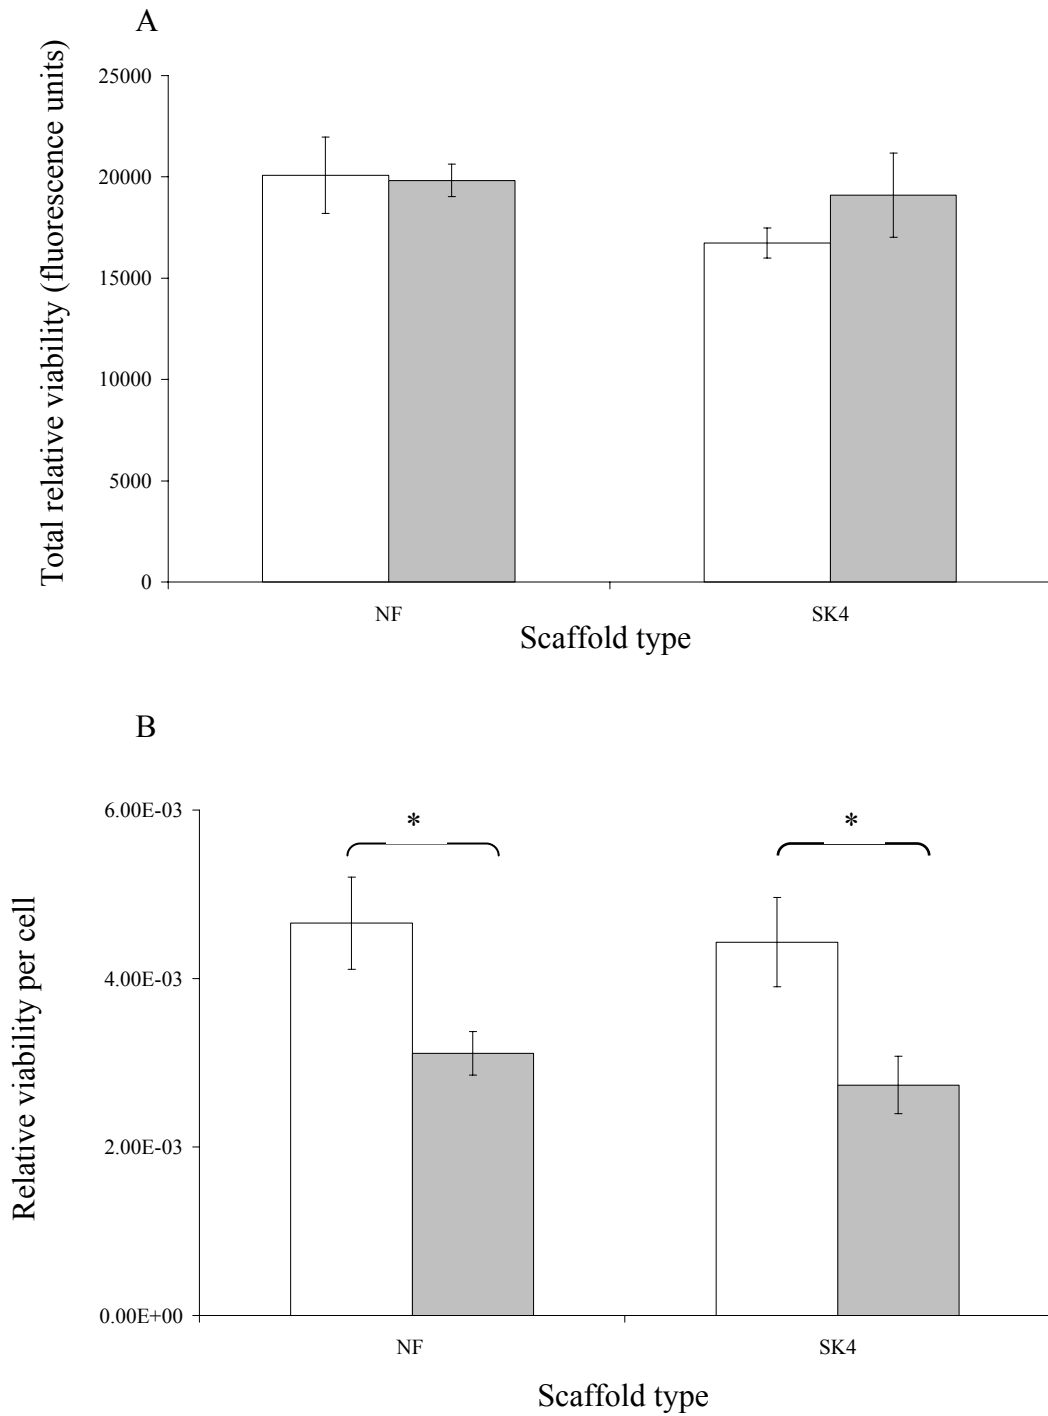 A
Total relative viability (fluorescence units)
25000
20000
15000
10000
5000
0
NF
SK4
Scaffold type
B
Relative viability per cell
6.00E-03
4.00E-03
2.00E-03
0.00E+00
*
*
NF
SK4
Scaffold type